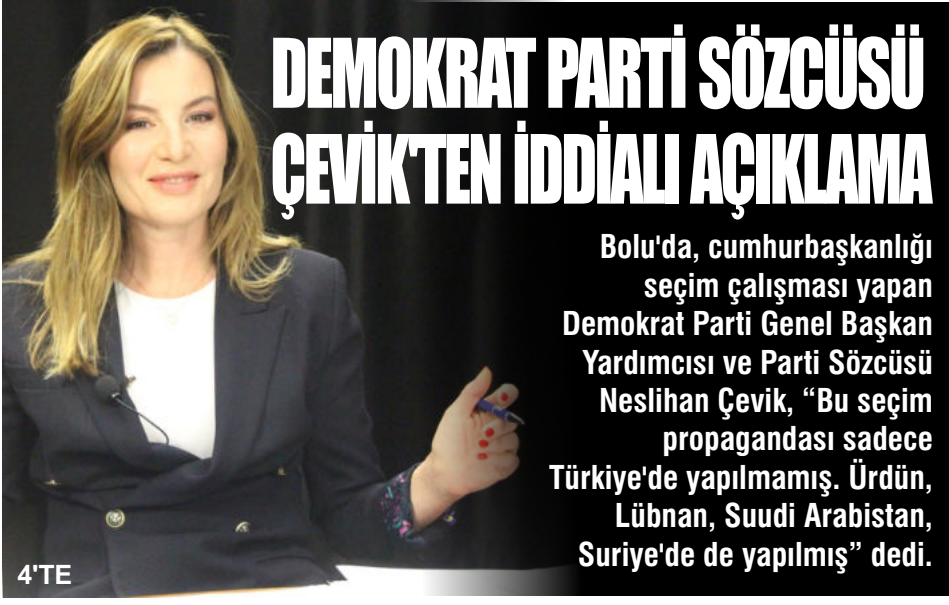 DEMOKRAT PARTİ SÖZCÜSÜ
ÇEVİK'TEN İDDİALI AÇIKLAMA
Bolu'da, cumhurbaşkanlığı
seçim çalışması yapan
Demokrat Parti Genel Başkan
Yardımcısı ve Parti Sözcüsü
Neslihan Çevik, “Bu seçim
propagandası sadece
Türkiye'de yapılmamış. Ürdün,
Lübnan, Suudi Arabistan,
Suriye'de de yapılmış” dedi.
4'TE